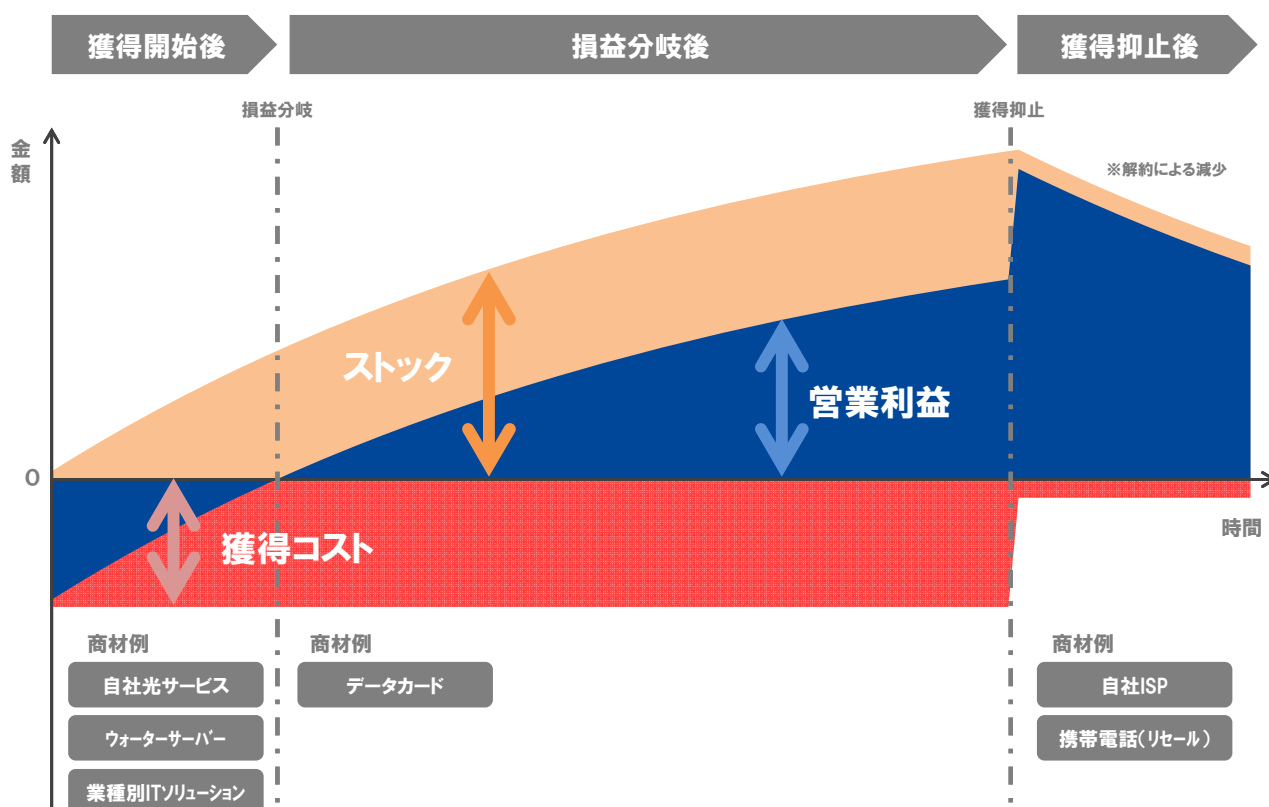 獲得開始後
損益分岐後
獲得抑止後
損益分岐
獲得抑止
金額
※解約による減少
ストック
営業利益
0
獲得コスト
時間
商材例
商材例
商材例
自社光サービス
データカード
自社ISP
ウォーターサーバー
携帯電話(リセール)
業種別ITソリューション